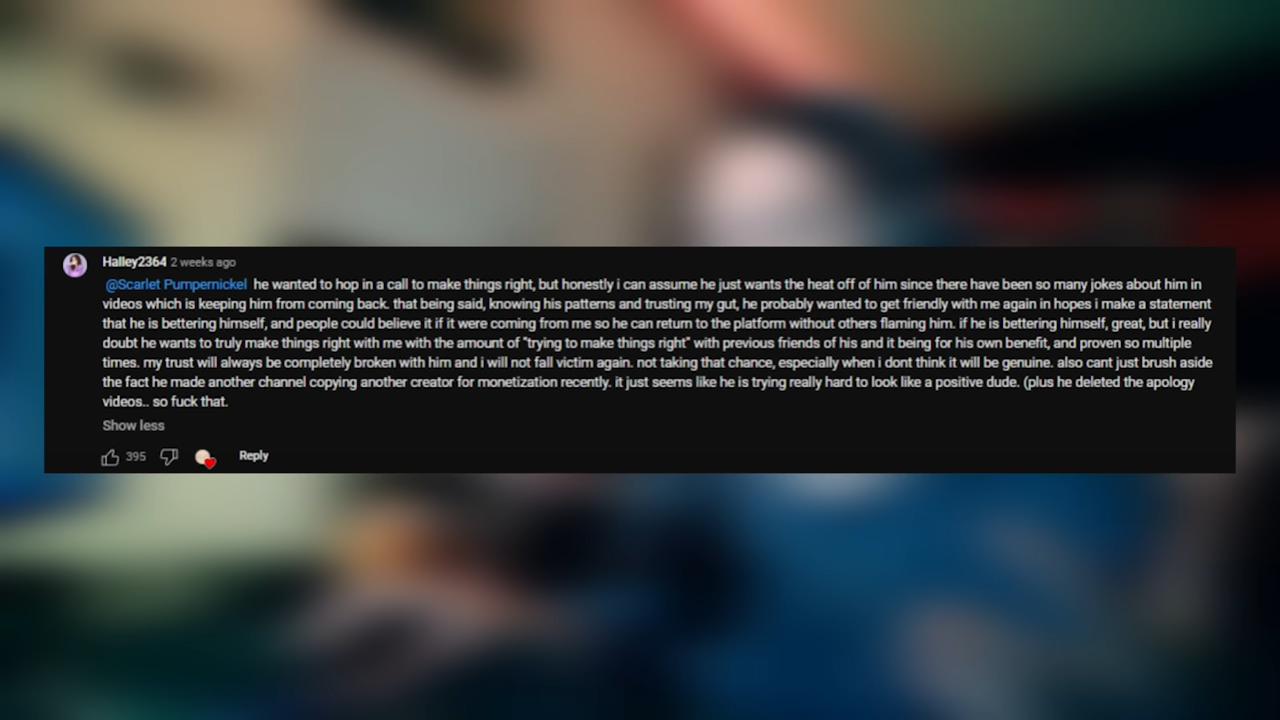 Halley2364 2 weeks ago
@Scarlet Pumpernickel he wanted to hop in a call to make things right, but honestly i can assume he just wants the heat off of him since there have been so many jokes about him in
videos which is keeping him from coming back. that being said, knowing his patterns and trusting my gut, he probably wanted to get friendly with me again in hopes i make a statement
that he is bettering himself, and people could believe it if it were coming from me so he can return to the platform without others flaming him. if he is bettering himself, great, but i really
doubt he wants to truly make things right with me with the amount of "trying to make things right" with previous friends of his and it being for his own benefit, and proven so multiple
times. my trust will always be completely broken with him and i will not fall victim again. not taking that chance, especially when i dont think it will be genuine. also cant just brush aside
the fact he made another channel copying another creator for monetization recently. it just seems like he is trying really hard to look like a positive dude. (plus he deleted the apology
videos.. so fuck that.
Show less
395 Reply